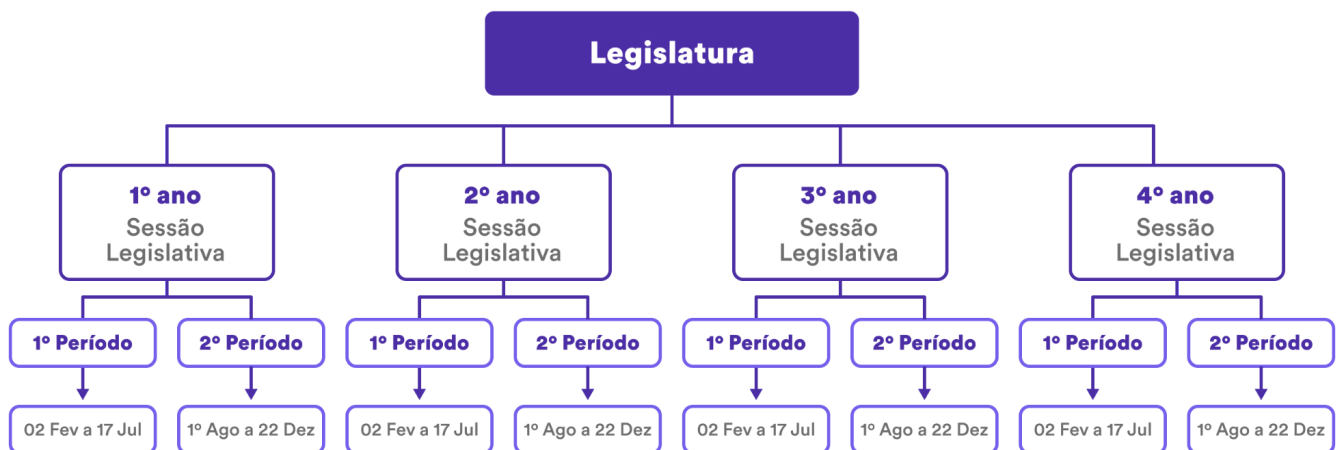 Legislatura
1º ano
Sessão
Legislativa
2º ano
Sessão
Legislativa
3º ano
Sessão
Legislativa
4º ano
Sessão
Legislativa
1º Período
2º Período
1º Período
2º Período
1º Período
2º Período
1º Período
2º Período
02 Fev a 17 Jul
1º Ago a 22 Dez
02 Fev a 17 Jul
1º Ago a 22 Dez
02 Fev a 17 Jul
1º Ago a 22 Dez
02 Fev a 17 Jul
1º Ago a 22 Dez